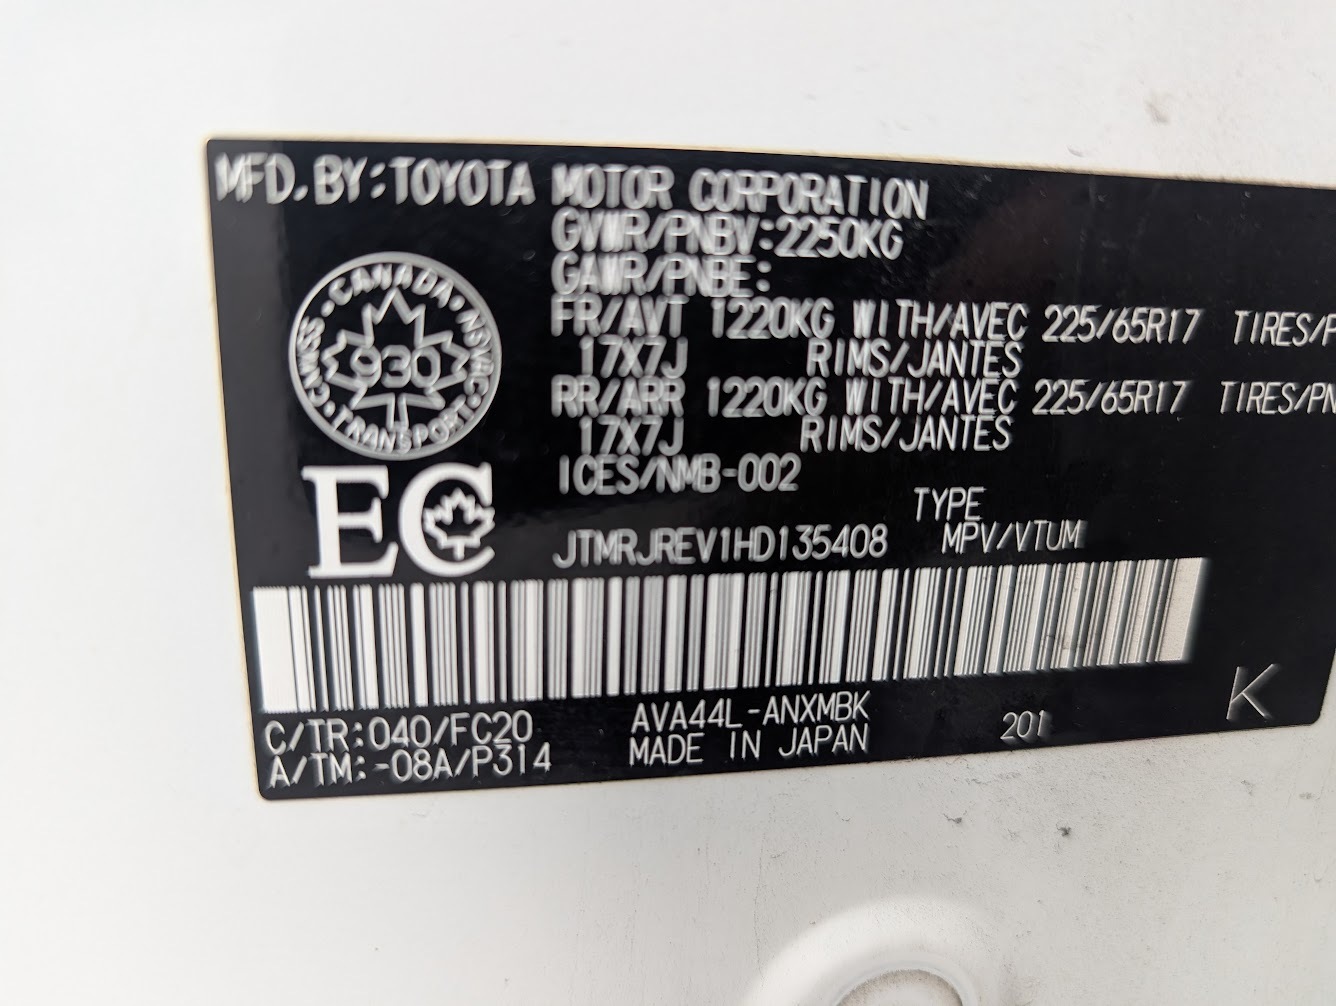 MFD. BY: TOYOTA MOTOR CORPORATION
GVWR/PNBV: 2250KG
GAWR/PNBE:
FR/AVT 1220KG WITH/AVEC 225/65R17 TIRES/P
17X7J RIMS/JANTES
RR/ARR 1220KG WITH/AVEC 225/65R17 TIRES/PN
17X7J RIMS/JANTES
ICES/NMB-002
CANADA · NSVAC · TRANSPORT · CMVSS
930
EC
TYPE
JTMRJREV1HD135408 MPV/VTUM
C/TR: 040/FC20 AVA44L-ANXMBK 201 K
A/TM: -08A/P314 MADE IN JAPAN